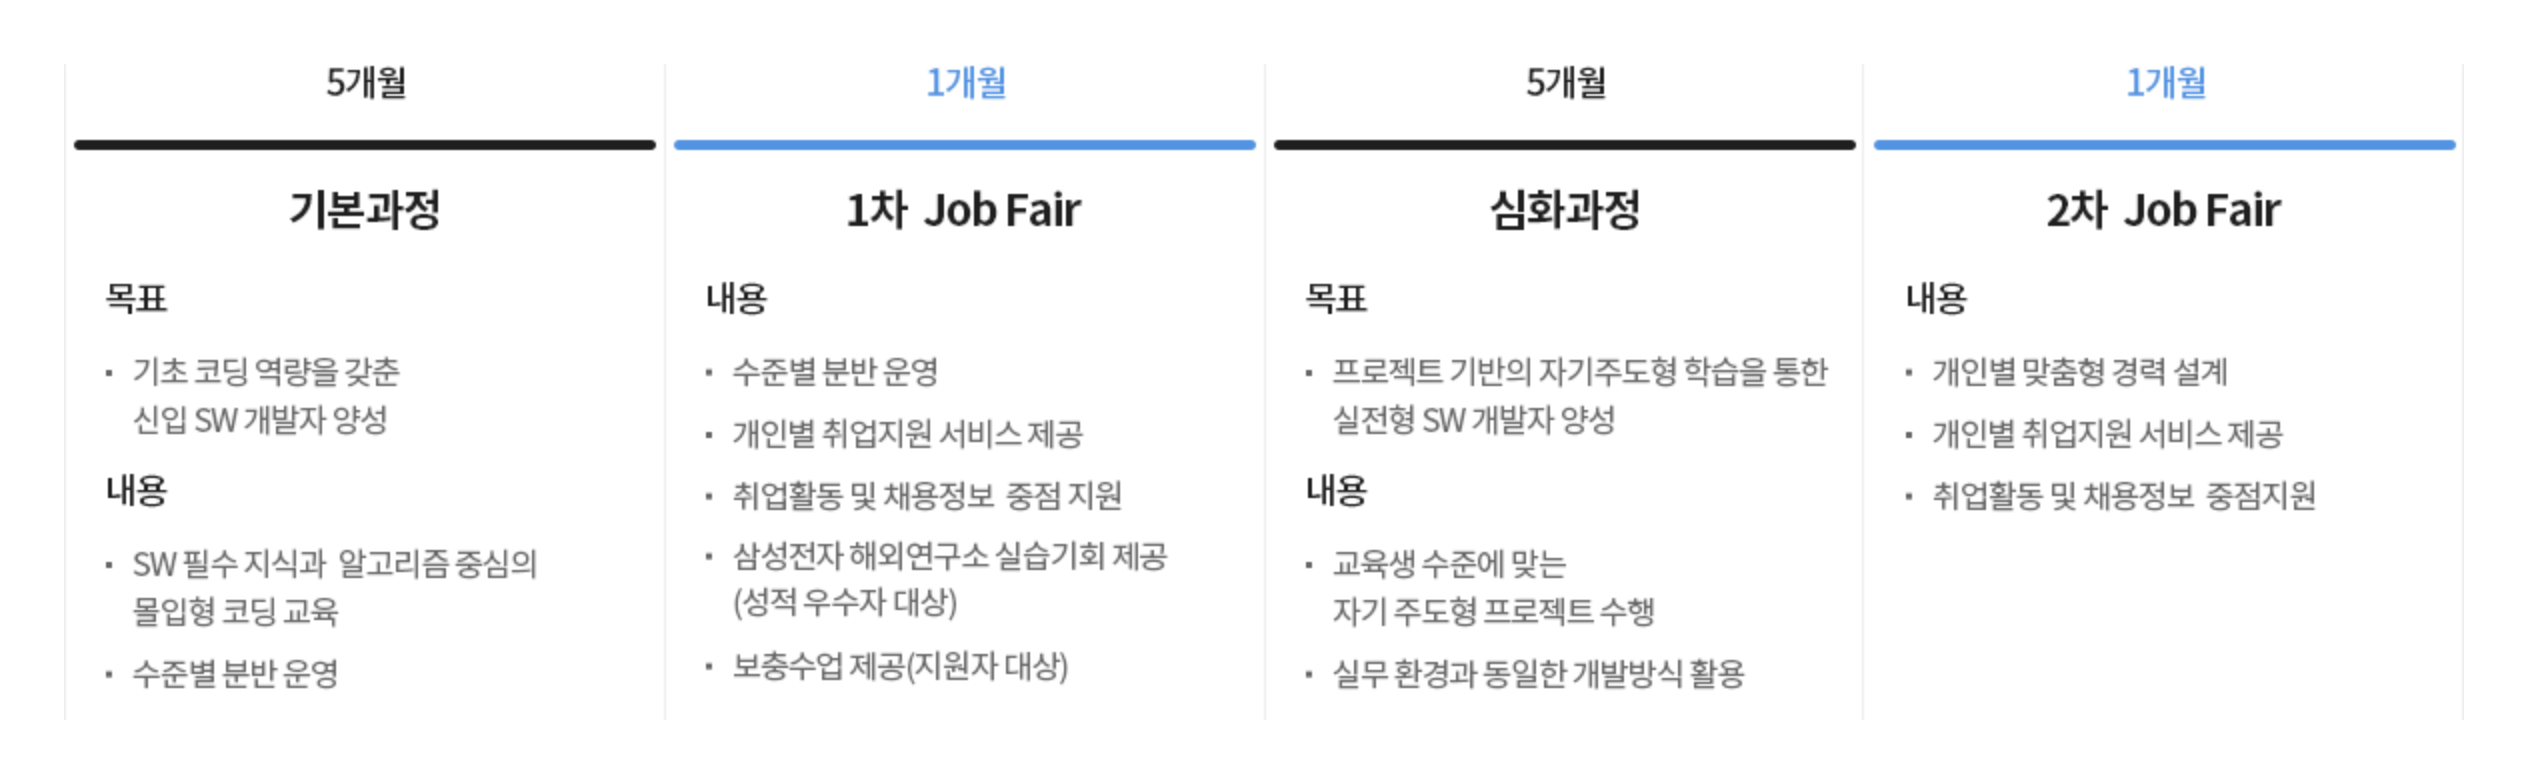 5개월
기본과정
목표
· 기초 코딩 역량을 갖춘
신입 SW 개발자 양성
내용
· SW 필수 지식과 알고리즘 중심의
몰입형 코딩 교육
· 수준별 분반 운영
1개월
1차 Job Fair
내용
· 수준별 분반 운영
· 개인별 취업지원 서비스 제공
· 취업활동 및 채용정보 중점 지원
· 삼성전자 해외연구소 실습기회 제공
(성적 우수자 대상)
· 보충수업 제공(지원자 대상)
5개월
심화과정
목표
· 프로젝트 기반의 자기주도형 학습을 통한
실전형 SW 개발자 양성
내용
· 교육생 수준에 맞는
자기 주도형 프로젝트 수행
· 실무 환경과 동일한 개발방식 활용
1개월
2차 Job Fair
내용
· 개인별 맞춤형 경력 설계
· 개인별 취업지원 서비스 제공
· 취업활동 및 채용정보 중점지원